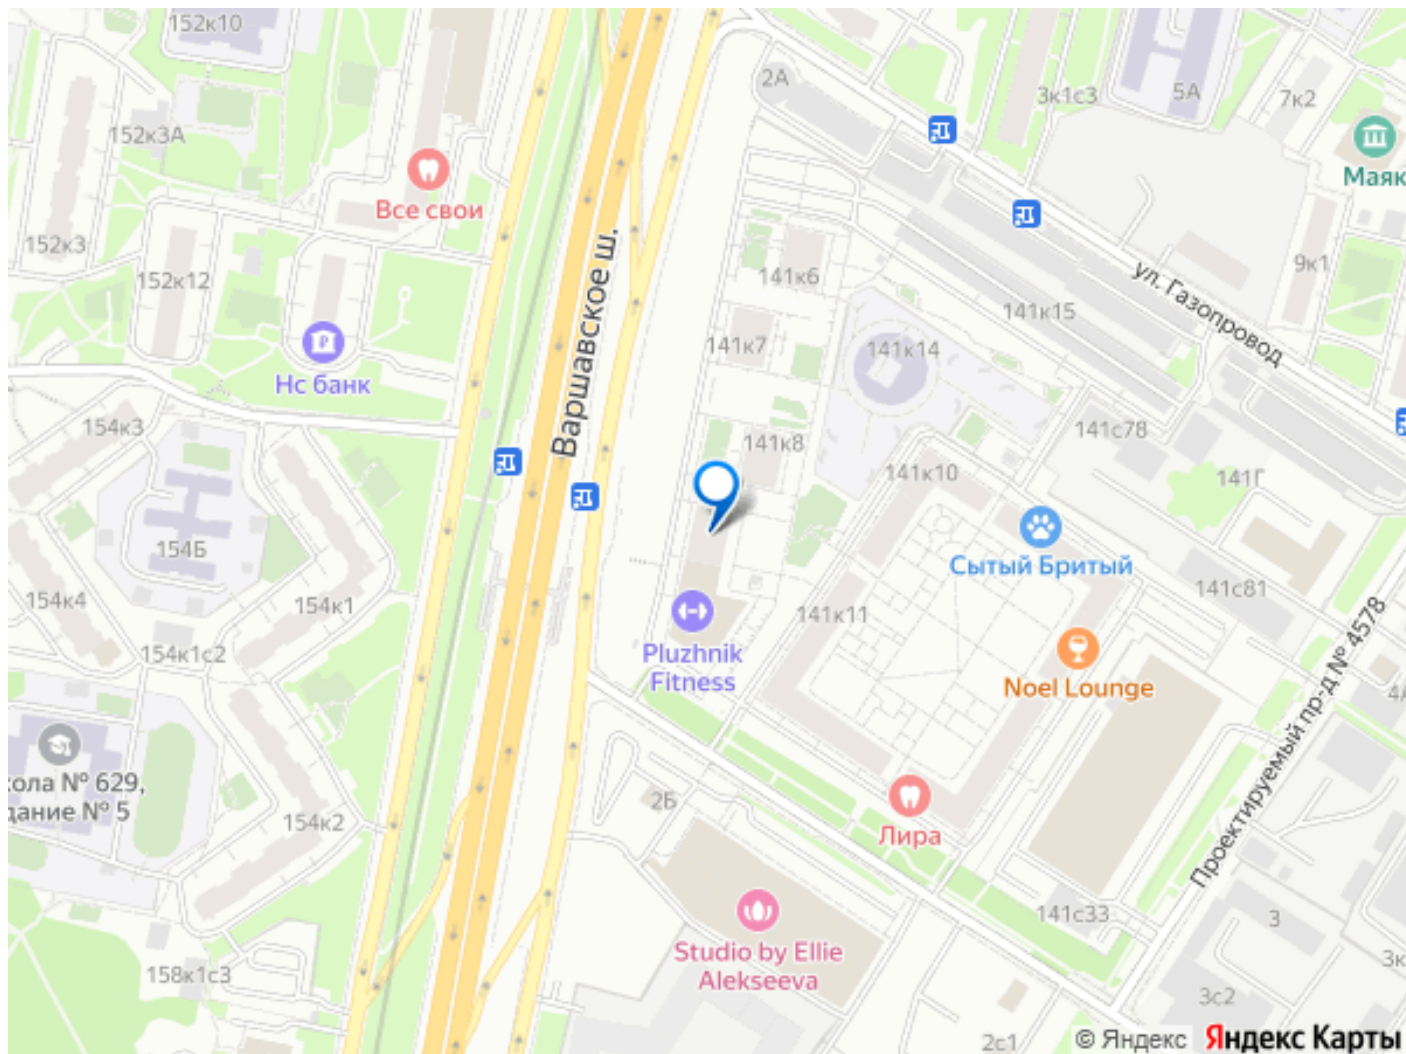 152к10
2А
3к1с3
5А
7к2
152к3А
Маяк
Все свои
152к3
152к12
141к6
9к1
ул. Газопровод
141к15
Варшавское ш.
141к7
141к14
Нс банк
154к3
141к8
141с78
141к10
141Г
154Б
Сытый Бритый
141с81
154к4
154к1
141к11
Проектируемый пр-д № 4578
154к1с2
Pluzhnik
Fitness
Noel Lounge
4А
кола № 629,
дание № 5
2Б
154к2
Лира
141с33
3
Studio by Ellie
Alekseeva
158к1с3
3к
3с2
2с1
© Яндекс Яндекс Карты